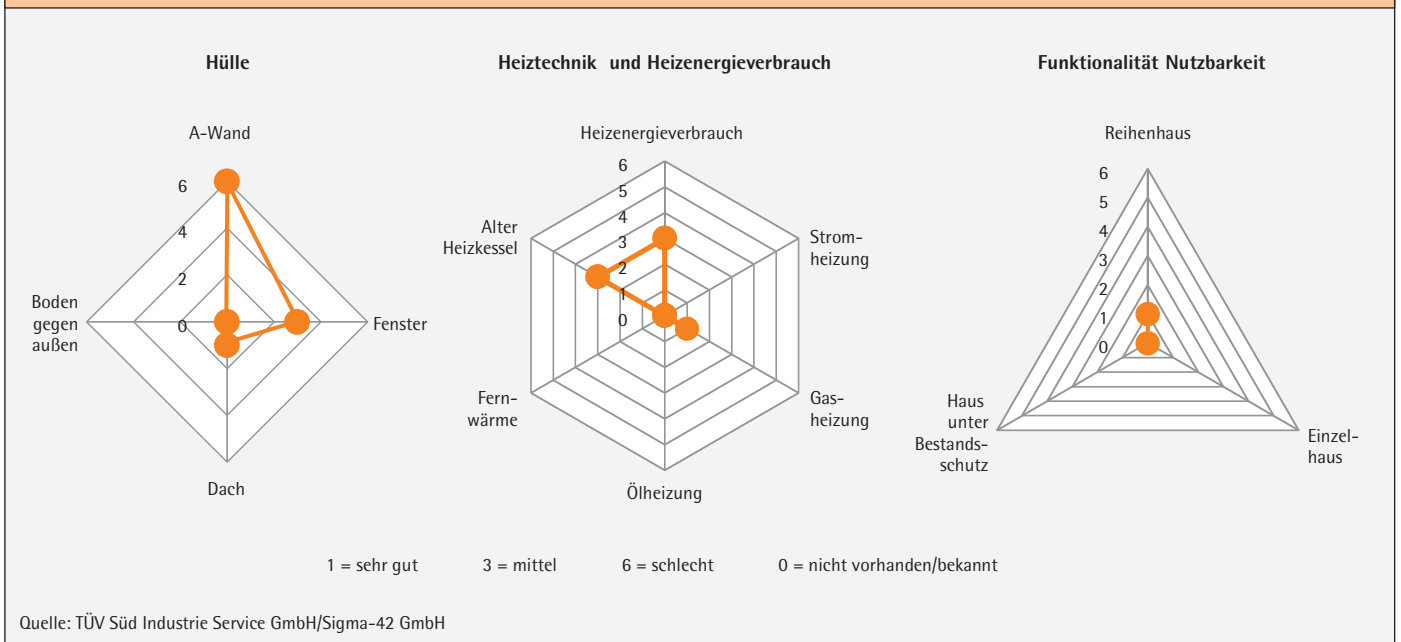 Hülle
Heiztechnik und Heizenergieverbrauch
Funktionalität Nutzbarkeit
A-Wand
6
4
2
0
Boden
gegen
außen
Fenster
Dach
Heizenergieverbrauch
6
5
4
3
2
1
0
Alter
Heizkessel
Strom-
heizung
Fern-
wärme
Gas-
heizung
Ölheizung
Reihenhaus
6
5
4
3
2
1
0
Haus
unter
Bestands-
schutz
Einzel-
haus
1 = sehr gut 3 = mittel 6 = schlecht 0 = nicht vorhanden/bekannt
Quelle: TÜV Süd Industrie Service GmbH/Sigma-42 GmbH